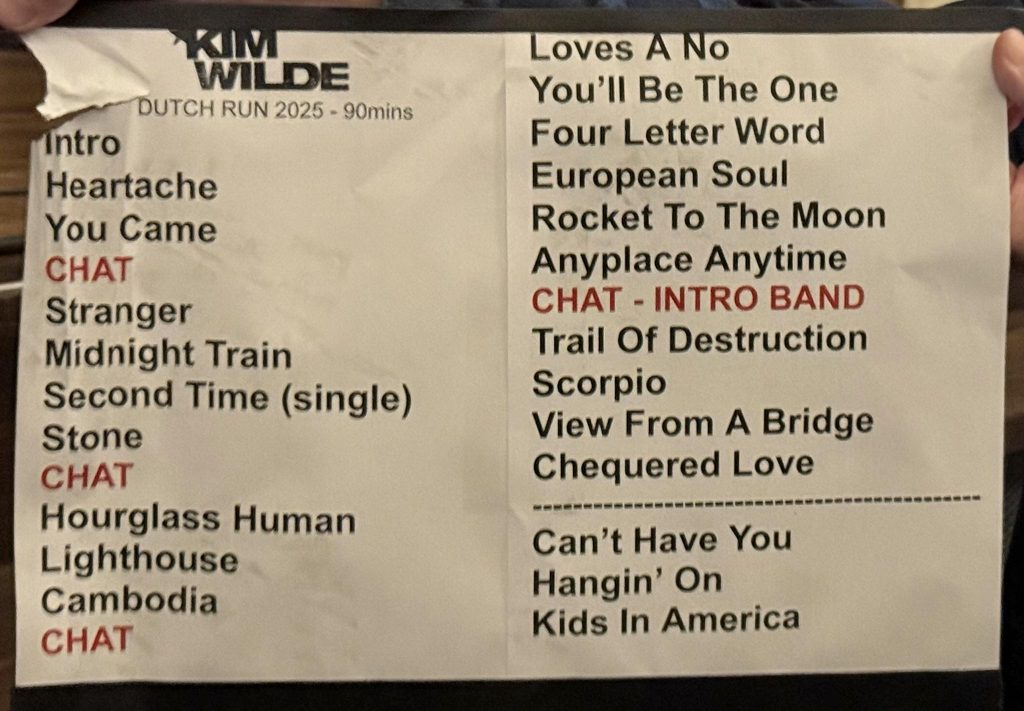 KIM
WILDE
DUTCH RUN 2025 - 90mins
Intro
Heartache
You Came
CHAT
Stranger
Midnight Train
Second Time (single)
Stone
CHAT
Hourglass Human
Lighthouse
Cambodia
CHAT
Loves A No
You'll Be The One
Four Letter Word
European Soul
Rocket To The Moon
Anyplace Anytime
CHAT - INTRO BAND
Trail Of Destruction
Scorpio
View From A Bridge
Chequered Love
--------------------------------------------
Can't Have You
Hangin' On
Kids In America